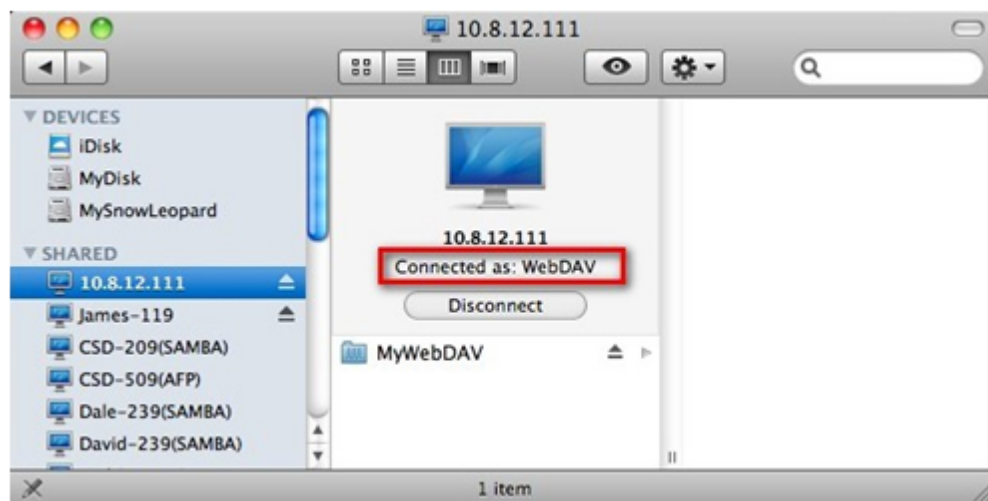 10.8.12.111
DEVICES
iDisk
MyDisk
MySnowLeopard
SHARED
10.8.12.111
James-119
CSD-209(SAMBA)
CSD-509(AFP)
Dale-239(SAMBA)
David-239(SAMBA)
10.8.12.111
Connected as: WebDAV
Disconnect
MyWebDAV
1 item